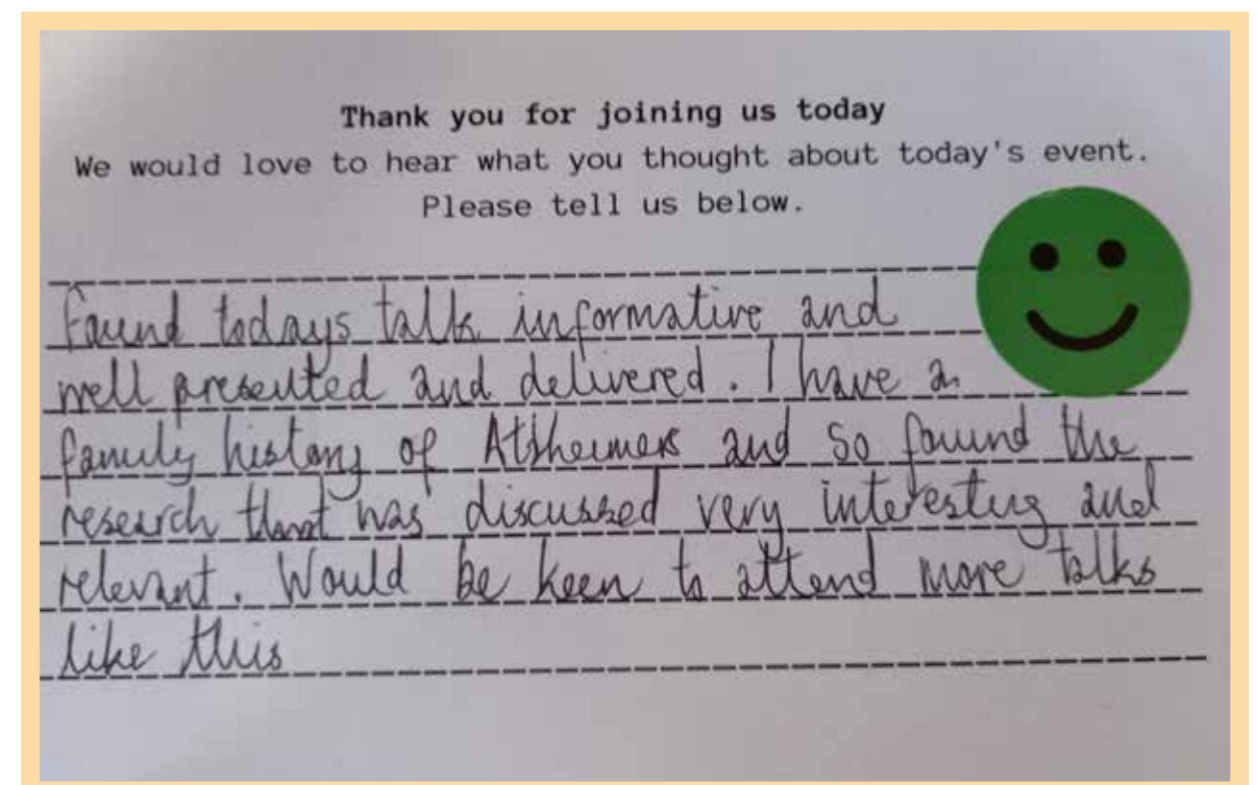 Thank you for joining us today
We would love to hear what you thought about today's event.
Please tell us below.
Found todays talk informative and
well presented and delivered. I have a
family history of Altheimers and so found the
research that was discussed very interesting and
relevant. Would be keen to attend more talks
like this